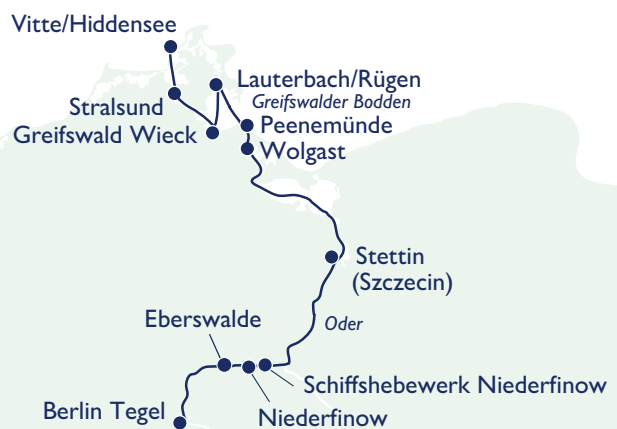 Vitte/Hiddensee
Lauterbach/Rügen
Greifswalder Bodden
Stralsund
Greifswald Wieck
Peenemünde
Wolgast
Stettin
(Szczecin)
Eberswalde
Oder
Schiffshebewerk Niederfinow
Berlin Tegel
Niederfinow